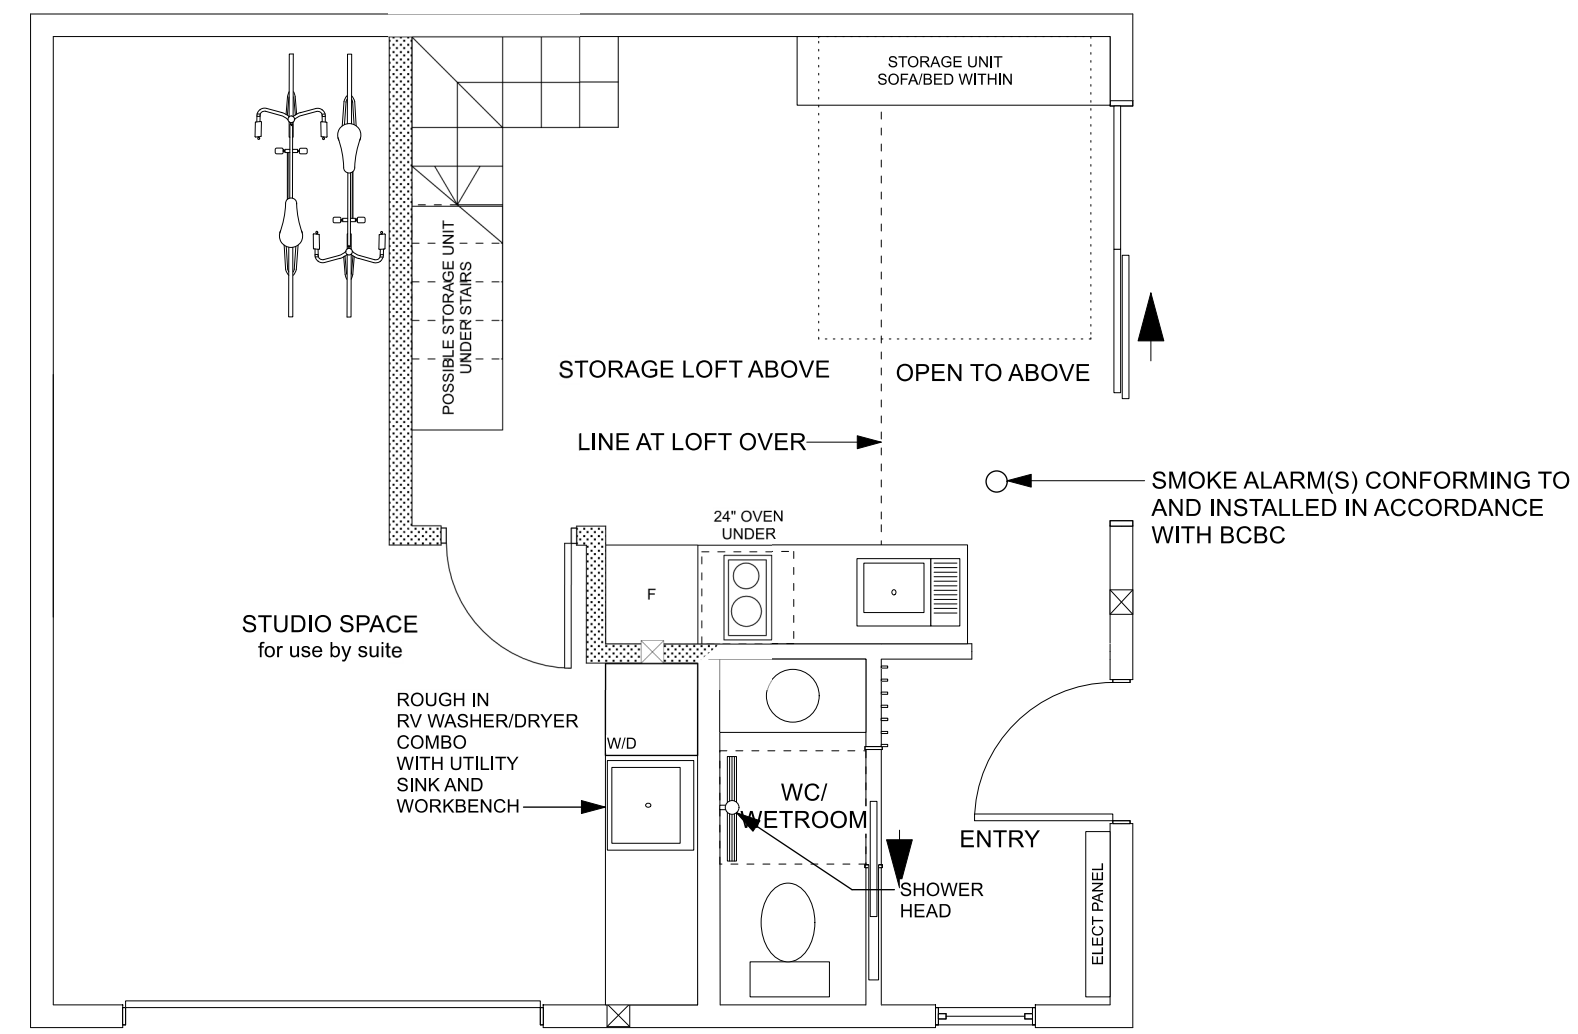 STORAGE UNIT
SOFA/BED WITHIN
POSSIBLE STORAGE UNIT
UNDER STAIRS
STORAGE LOFT ABOVE
OPEN TO ABOVE
LINE AT LOFT OVER
SMOKE ALARM(S) CONFORMING TO
AND INSTALLED IN ACCORDANCE
WITH BCBC
24" OVEN
UNDER
F
STUDIO SPACE
for use by suite
ROUGH IN
RV WASHER/DRYER
COMBO
WITH UTILITY
SINK AND
WORKBENCH
W/D
WC/
WETROOM
ENTRY
SHOWER
HEAD
ELECT PANEL